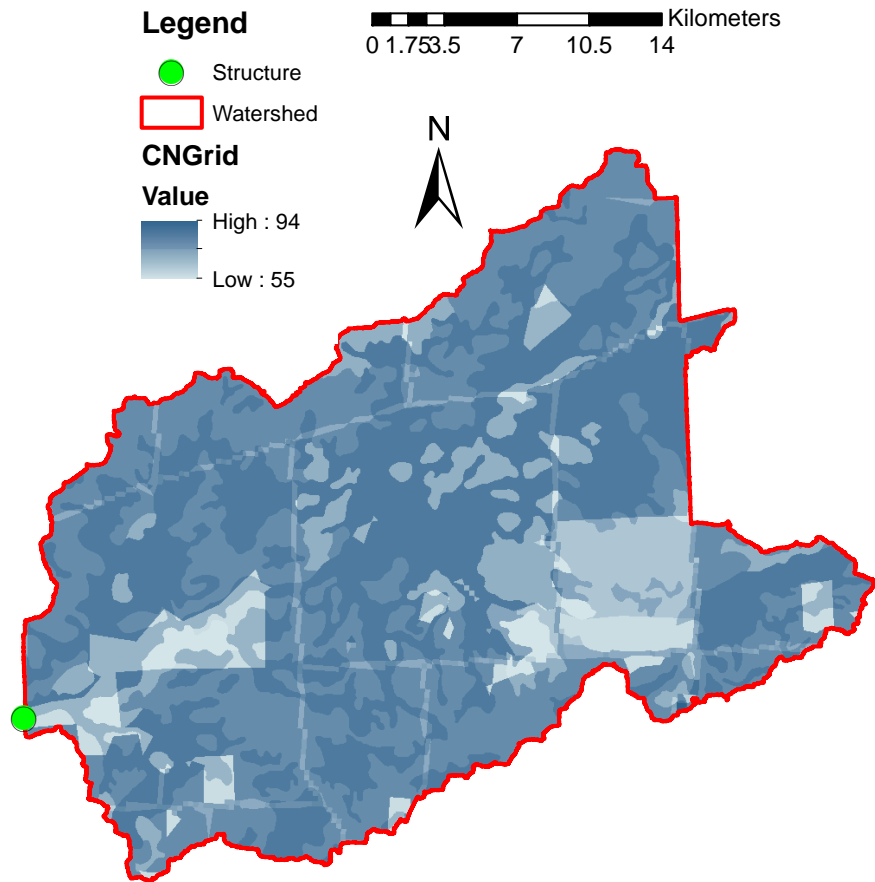 Legend
Kilometers
0 1.75 3.5 7 10.5 14
Structure
Watershed
N
CNGrid
Value
High : 94
Low : 55